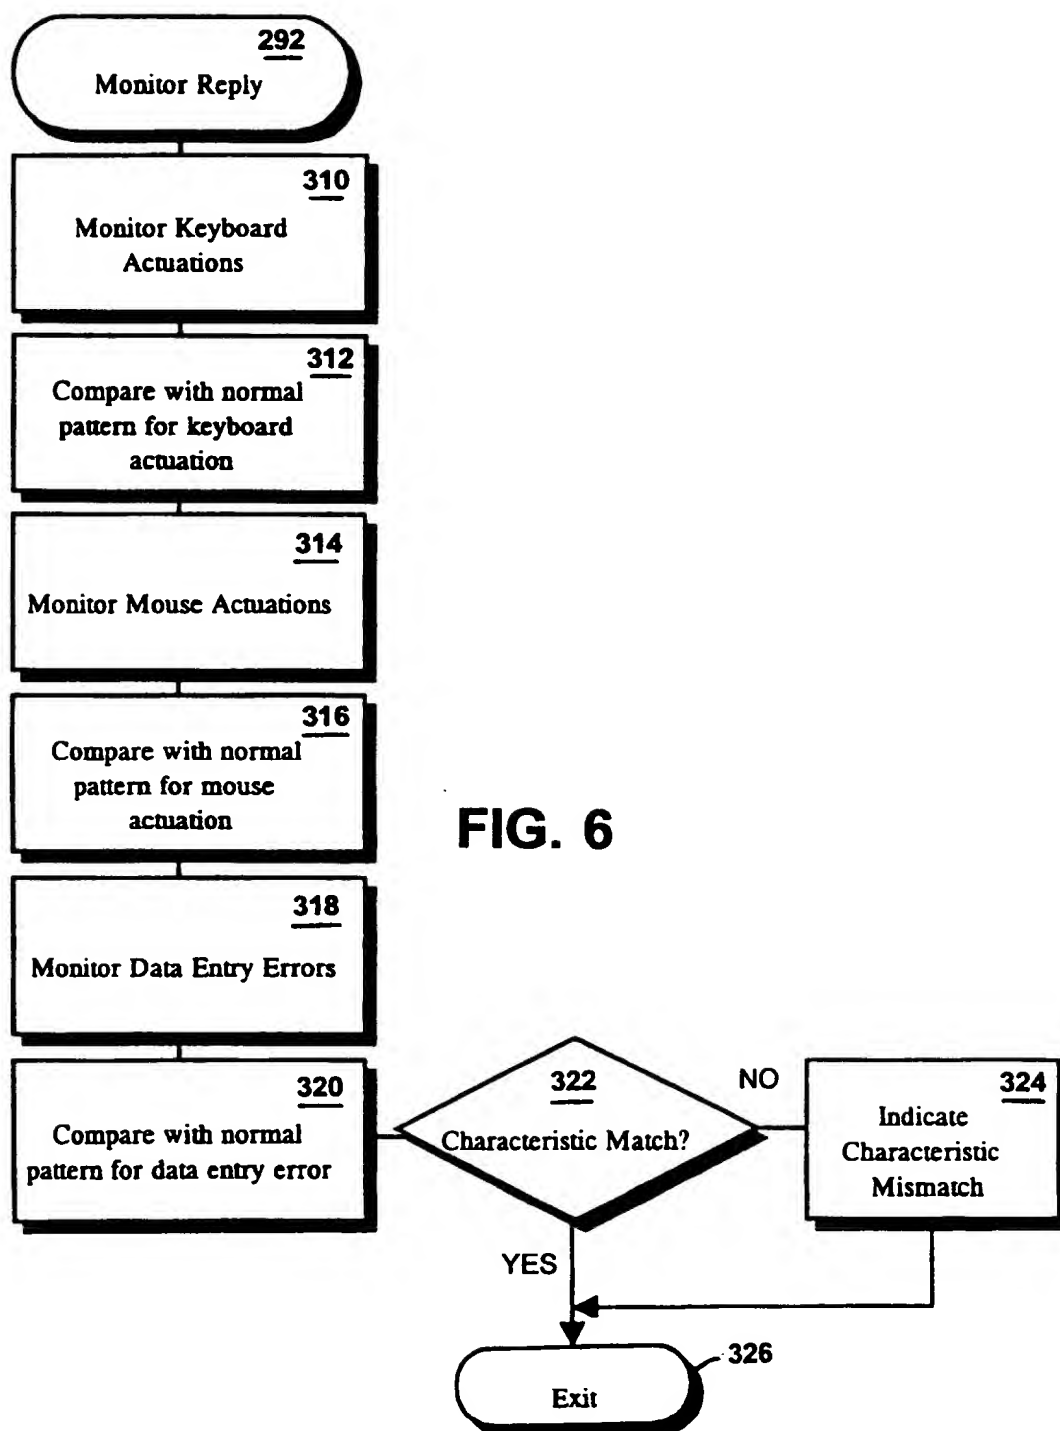 292
Monitor Reply
310
Monitor Keyboard
Actuations
312
Compare with normal
pattern for keyboard
actuation
314
Monitor Mouse Actuations
316
Compare with normal
pattern for mouse
actuation
FIG. 6
318
Monitor Data Entry Errors
320
Compare with normal
pattern for data entry error
322
Characteristic Match?
NO
324
Indicate
Characteristic
Mismatch
YES
326
Exit